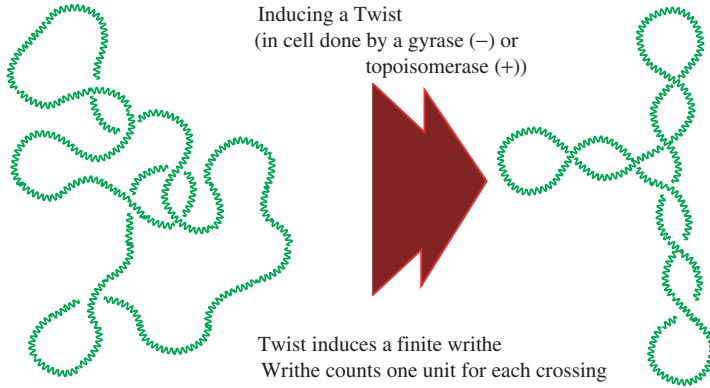 Inducing a Twist
(in cell done by a gyrase (−) or
topoisomerase (+))
Twist induces a finite writhe
Writhe counts one unit for each crossing